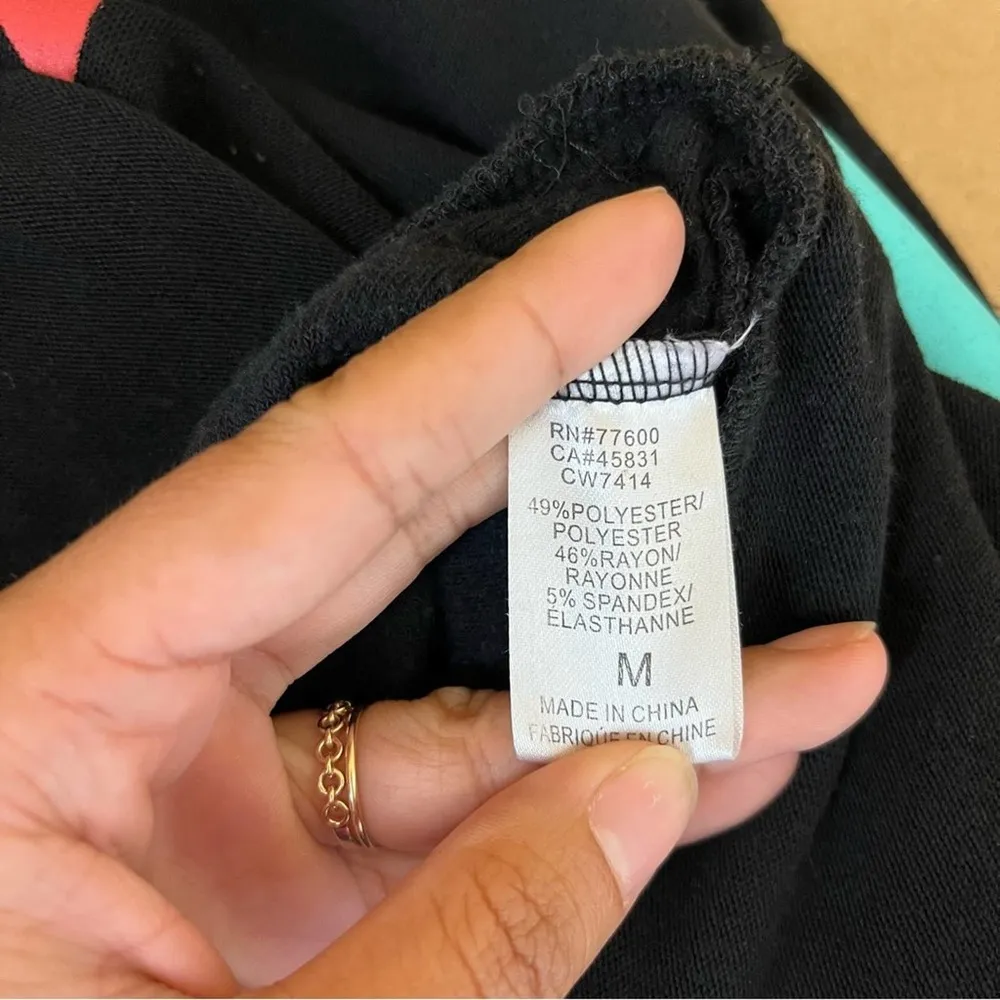 RN#77600
CA#45831
CW7414
49%POLYESTER/
POLYESTER
46%RAYON/
RAYONNE
5% SPANDEX/
ÉLASTHANNE
M
MADE IN CHINA
FABRIQUÉ EN CHINE